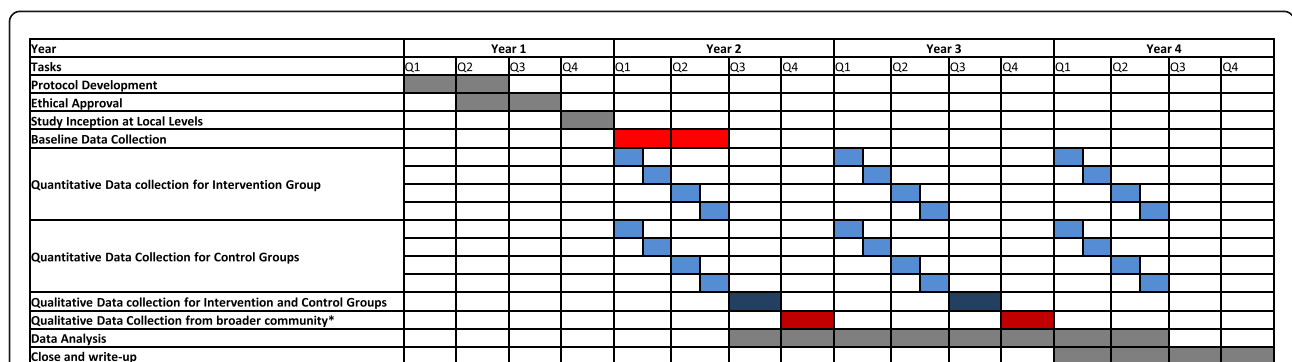 Year Year 1 Year 2 Year 3 Year 4
Tasks Q1 Q2 Q3 Q4 Q1 Q2 Q3 Q4 Q1 Q2 Q3 Q4 Q1 Q2 Q3 Q4
Protocol Development
Ethical Approval
Study Inception at Local Levels
Baseline Data Collection
Quantitative Data collection for Intervention Group
Quantitative Data Collection for Control Groups
Qualitative Data collection for Intervention and Control Groups
Qualitative Data Collection from broader community*
Data Analysis
Close and write-up